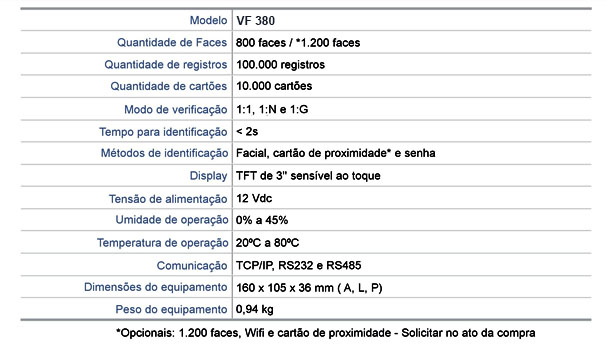 Modelo VF 380
Quantidade de Faces 800 faces / *1.200 faces
Quantidade de registros 100.000 registros
Quantidade de cartões 10.000 cartões
Modo de verificação 1:1, 1:N e 1:G
Tempo para identificação < 2s
Métodos de identificação Facial, cartão de proximidade* e senha
Display TFT de 3" sensível ao toque
Tensão de alimentação 12 Vdc
Umidade de operação 0% a 45%
Temperatura de operação 20ºC a 80ºC
Comunicação TCP/IP, RS232 e RS485
Dimensões do equipamento 160 x 105 x 36 mm ( A, L, P)
Peso do equipamento 0,94 kg
*Opcionais: 1.200 faces, Wifi e cartão de proximidade - Solicitar no ato da compra